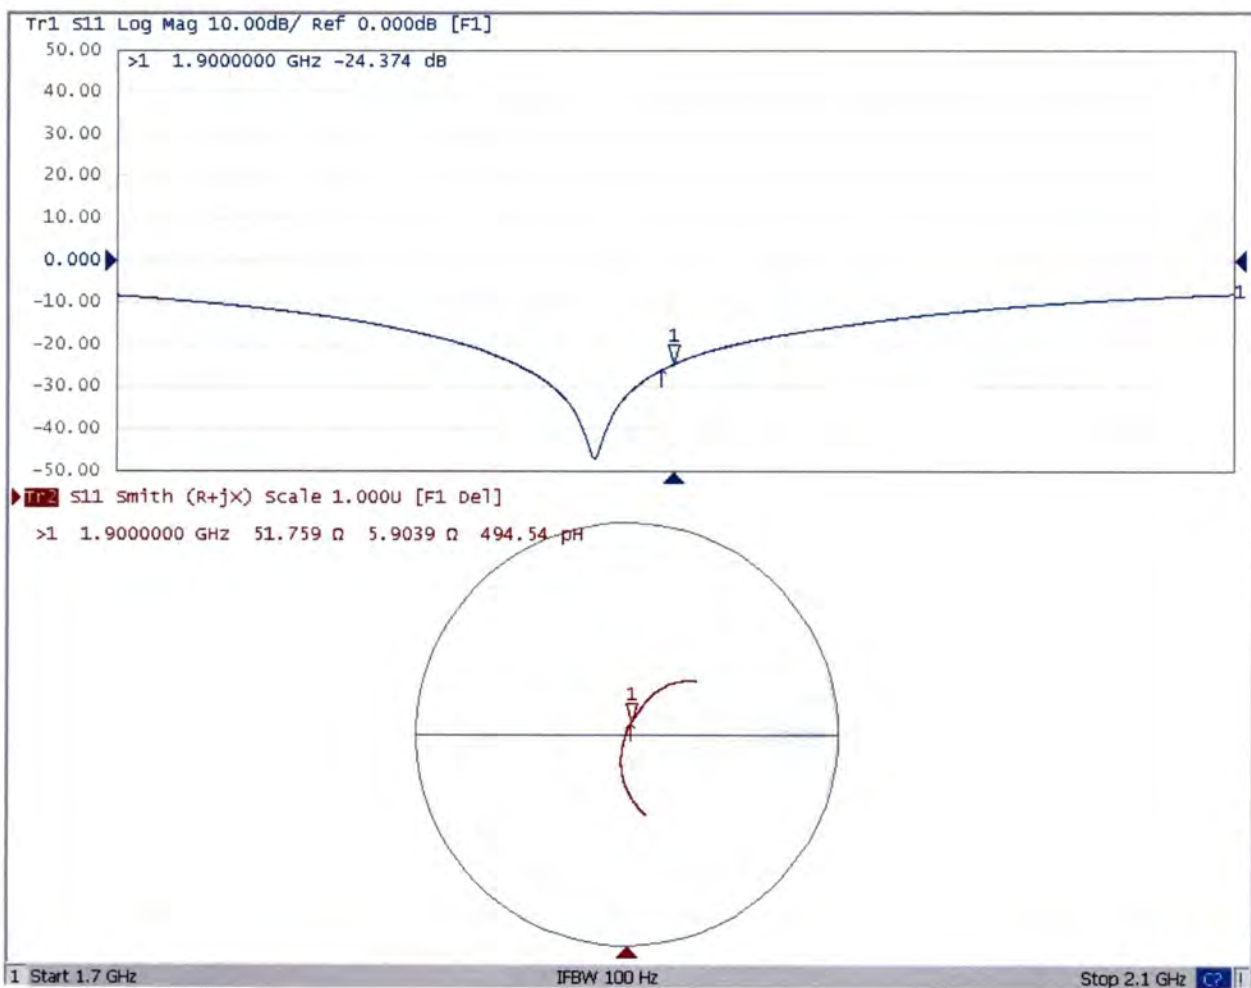 Tr1 S11 Log Mag 10.00dB/ Ref 0.000dB [F1]
50.00
>1 1.9000000 GHz -24.374 dB
40.00
30.00
20.00
10.00
0.000
-10.00
1
-20.00
1
-30.00
-40.00
-50.00
Tr2 S11 Smith (R+jX) Scale 1.000U [F1 Del]
>1 1.9000000 GHz 51.759 Ω 5.9039 Ω 494.54 pH
1
1 Start 1.7 GHz IFBW 100 Hz Stop 2.1 GHz C? !